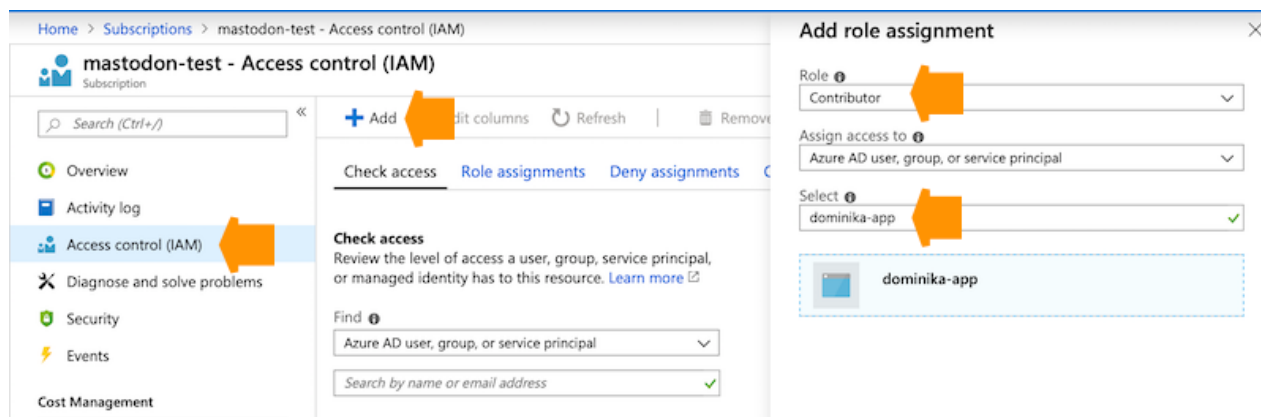 Home > Subscriptions > mastodon-test - Access control (IAM)
mastodon-test - Access control (IAM)
Subscription
Search (Ctrl+/)
Overview
Activity log
Access control (IAM)
Diagnose and solve problems
Security
Events
Cost Management
Add
dit columns
Refresh
Remove
Check access
Role assignments
Deny assignments
Check access
Review the level of access a user, group, service principal,
or managed identity has to this resource. Learn more
Find
Azure AD user, group, or service principal
Search by name or email address
Add role assignment
Role
Contributor
Assign access to
Azure AD user, group, or service principal
Select
dominika-app
dominika-app